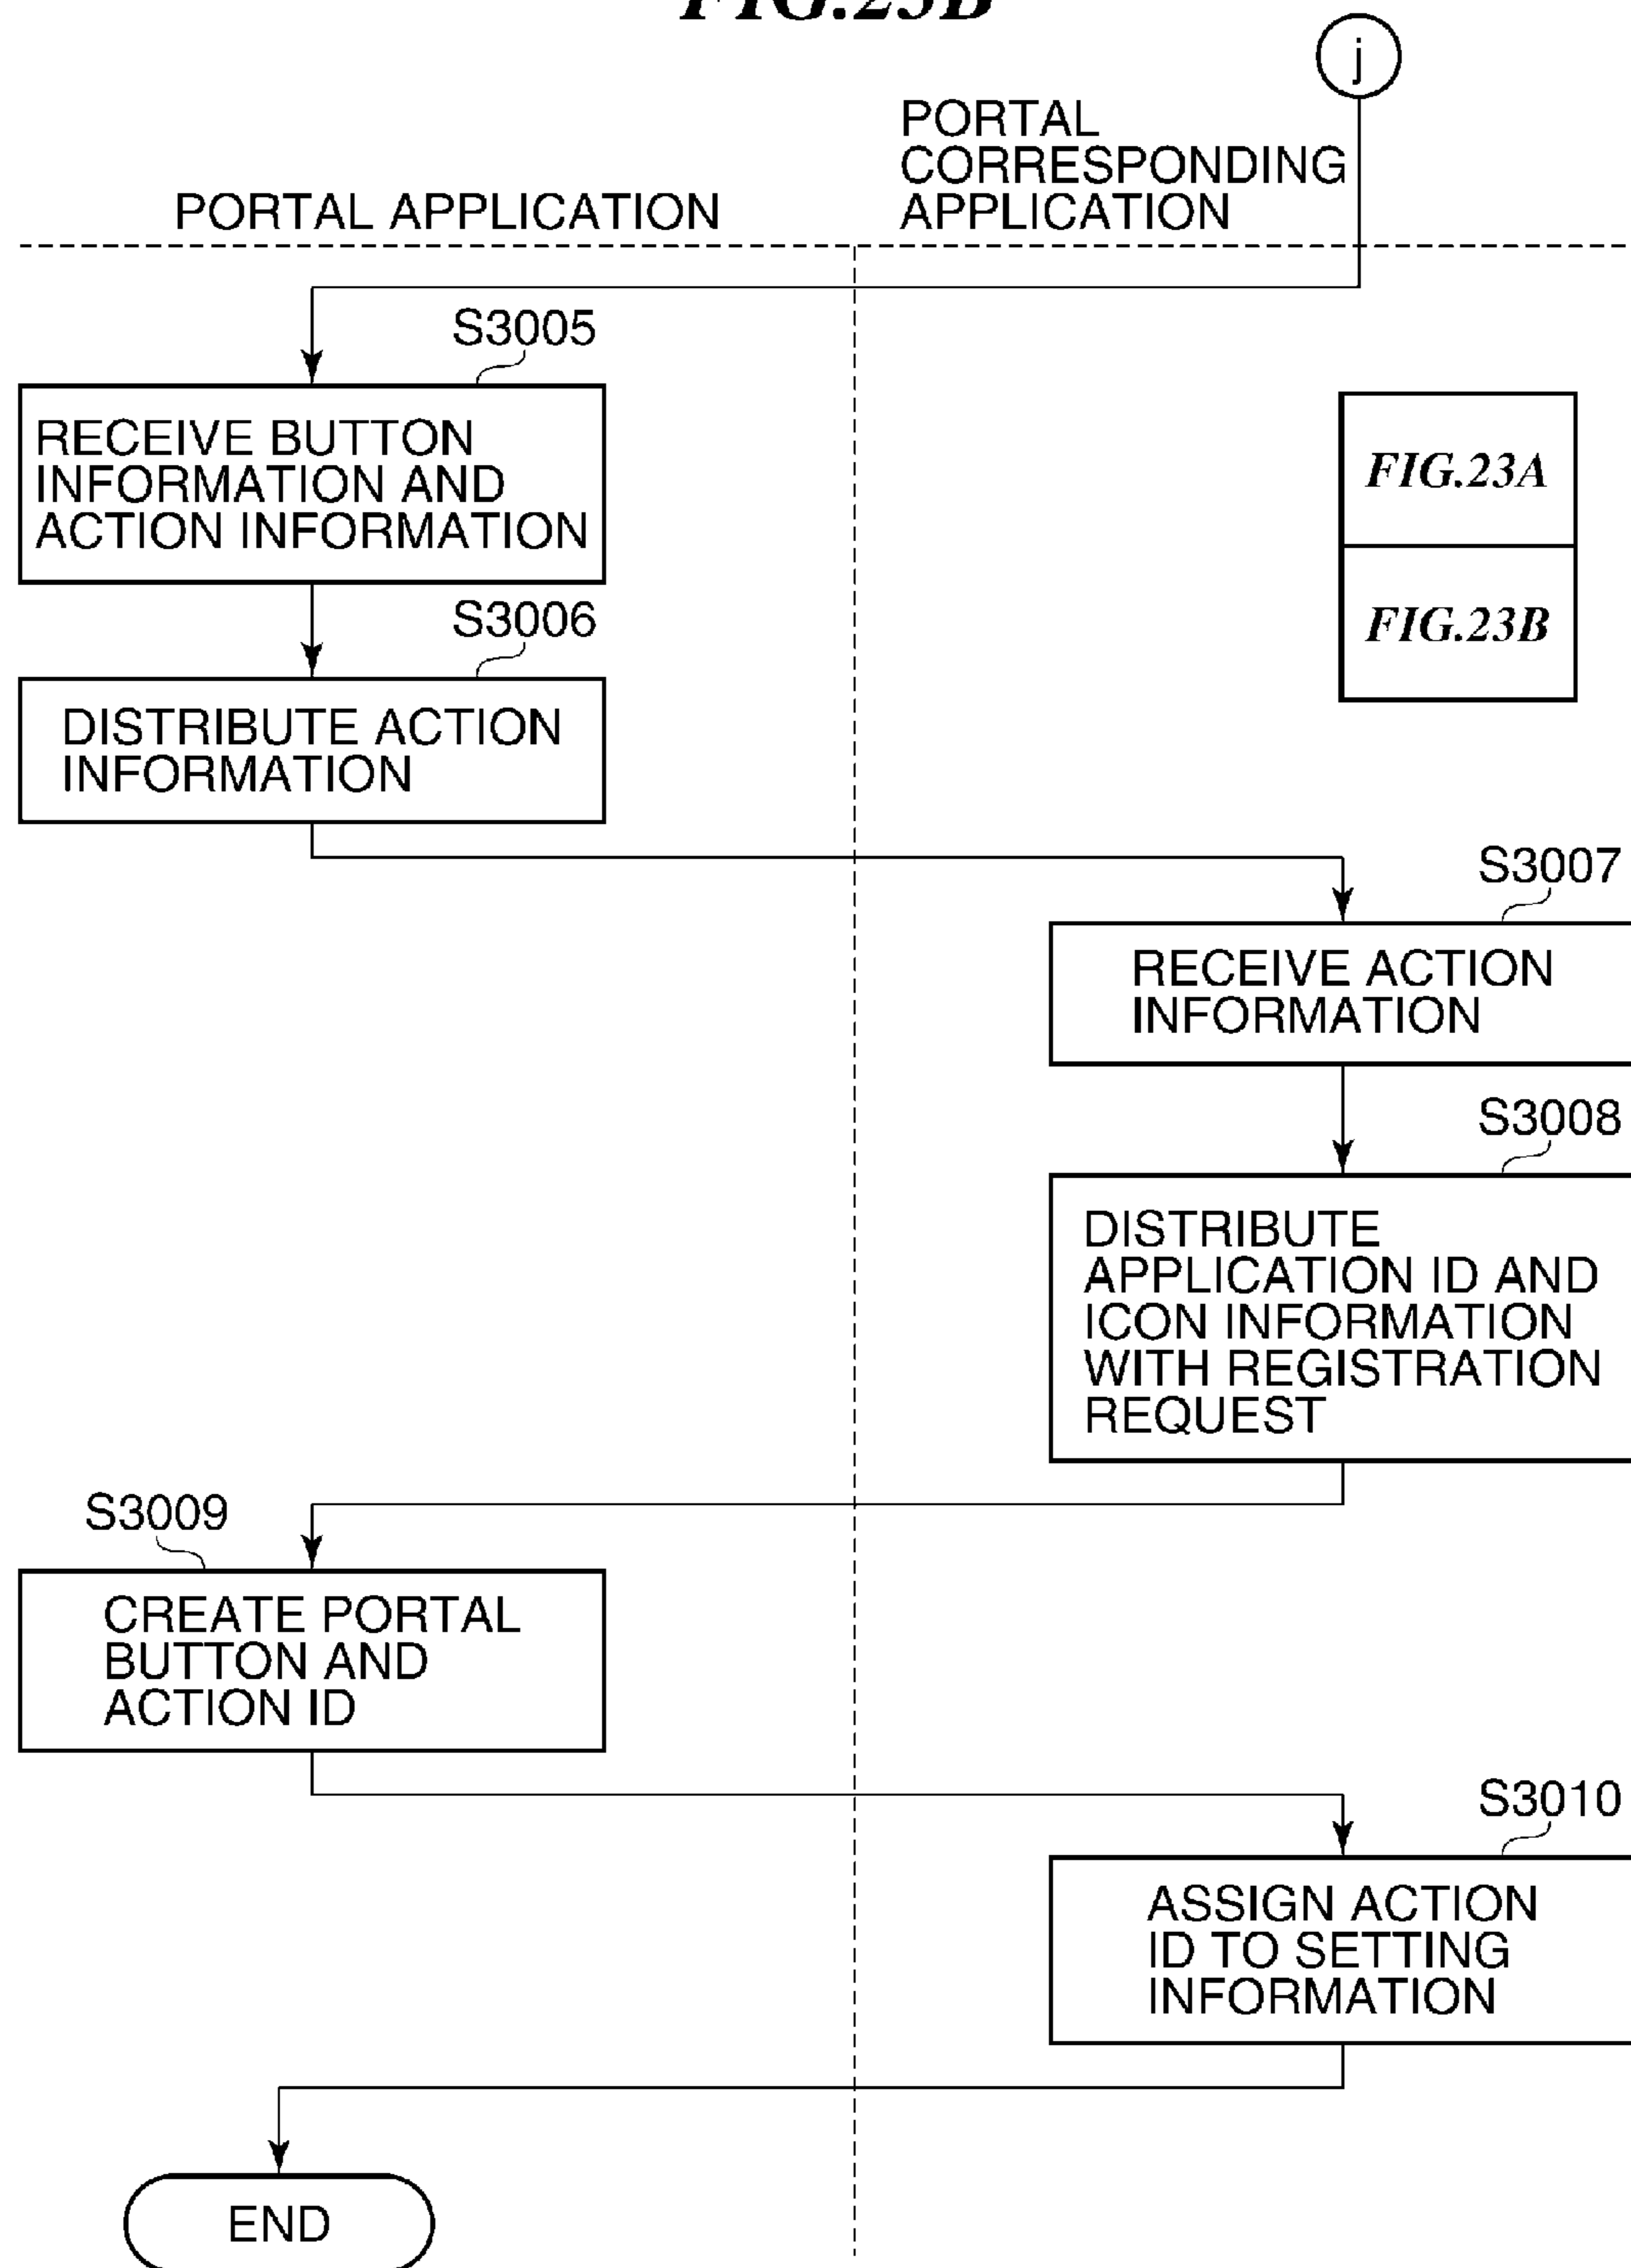 FIG.23B
j
PORTAL
CORRESPONDING
APPLICATION
PORTAL APPLICATION
S3005
RECEIVE BUTTON
INFORMATION AND
ACTION INFORMATION
FIG.23A
FIG.23B
S3006
DISTRIBUTE ACTION
INFORMATION
S3007
RECEIVE ACTION
INFORMATION
S3008
DISTRIBUTE
APPLICATION ID AND
ICON INFORMATION
WITH REGISTRATION
REQUEST
S3009
CREATE PORTAL
BUTTON AND
ACTION ID
S3010
ASSIGN ACTION
ID TO SETTING
INFORMATION
END